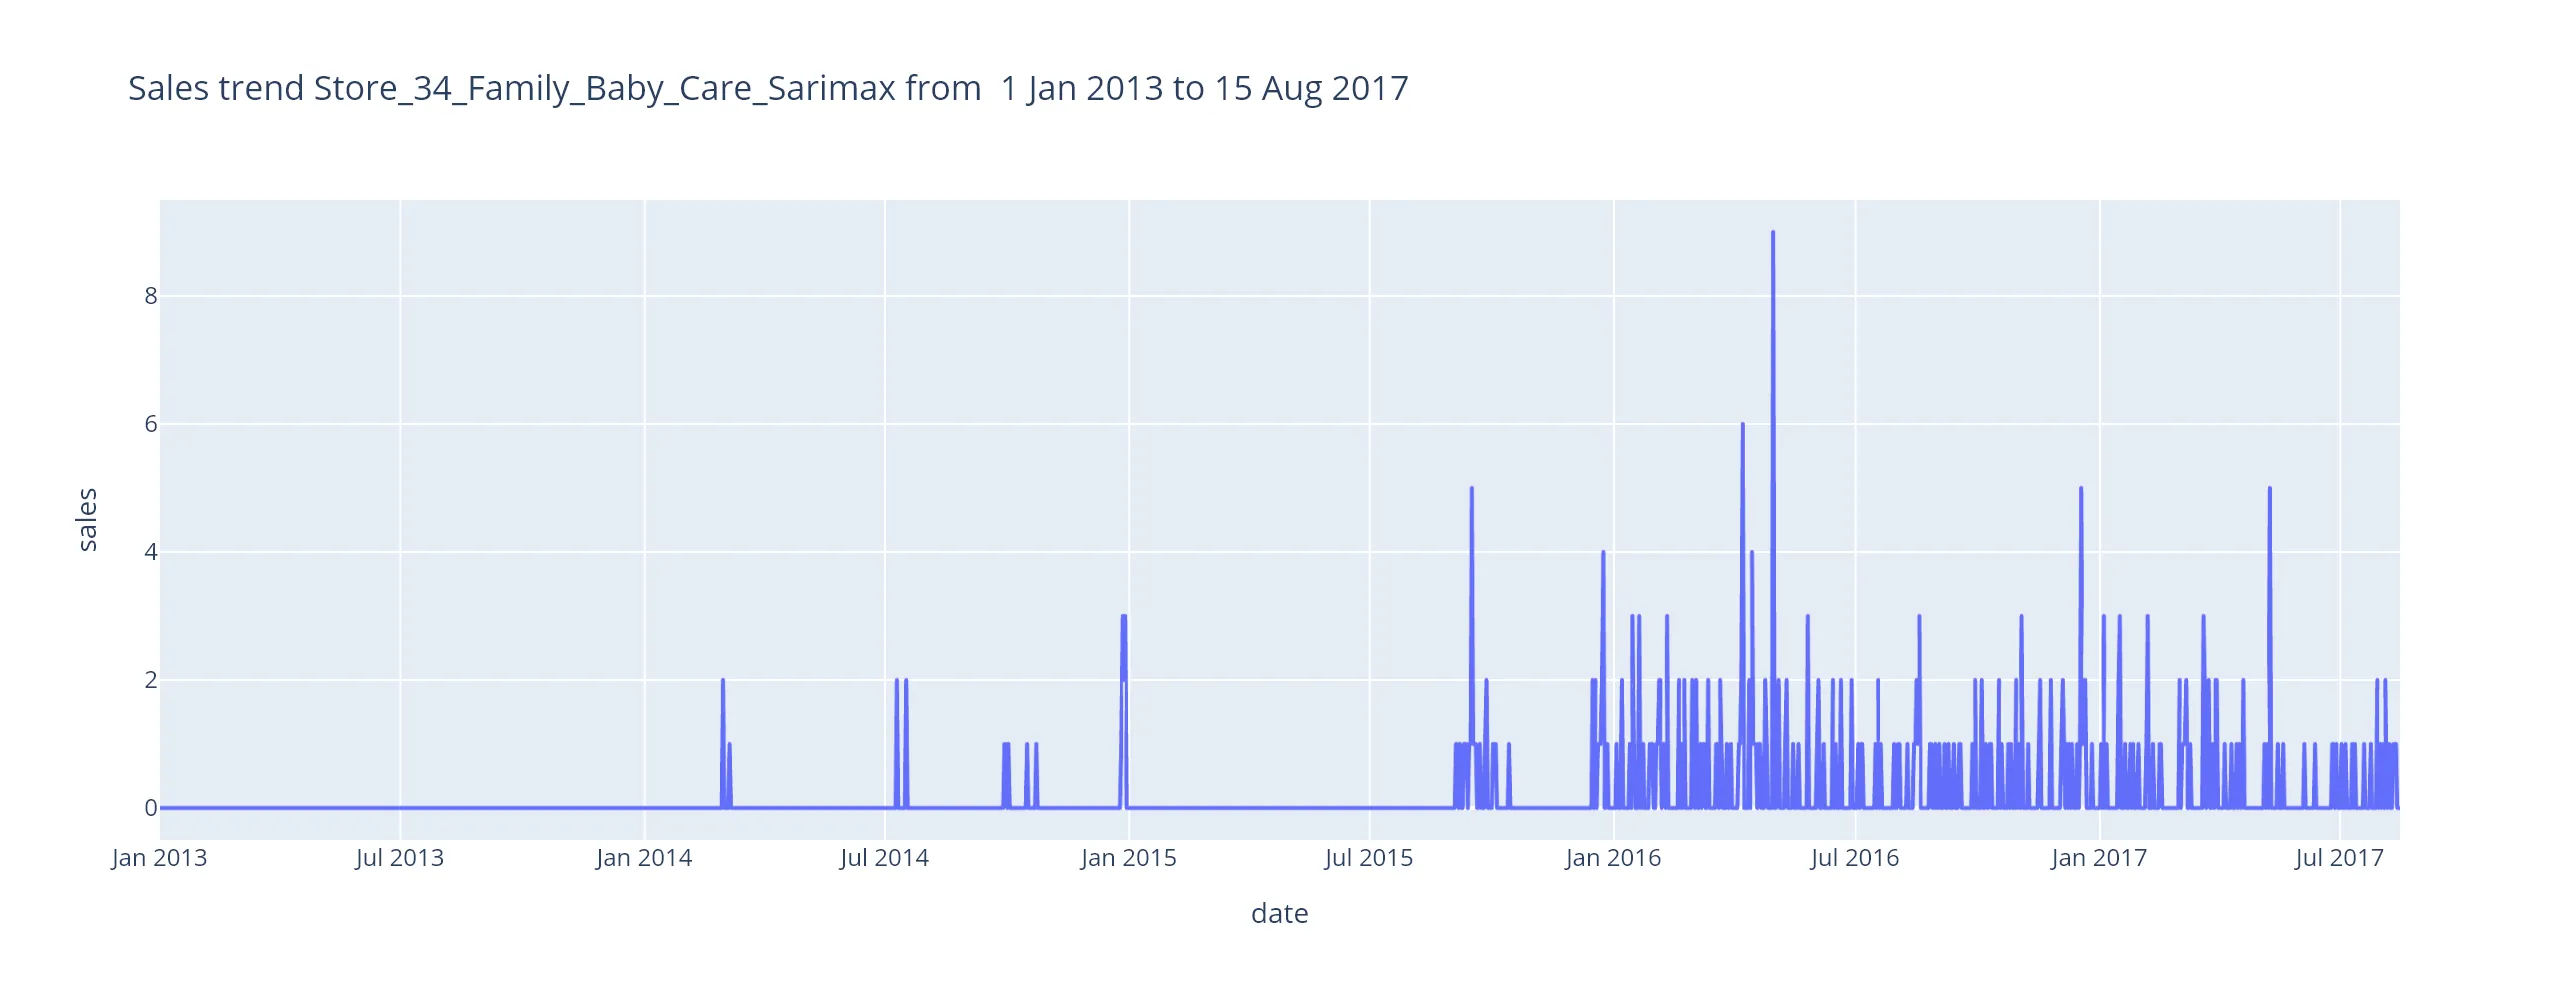 Sales trend Store_34_Family_Baby_Care_Sarimax from  1 Jan 2013 to 15 Aug 2017
8
6
4
2
0
sales
Jan 2013 Jul 2013 Jan 2014 Jul 2014 Jan 2015 Jul 2015 Jan 2016 Jul 2016 Jan 2017 Jul 2017
date